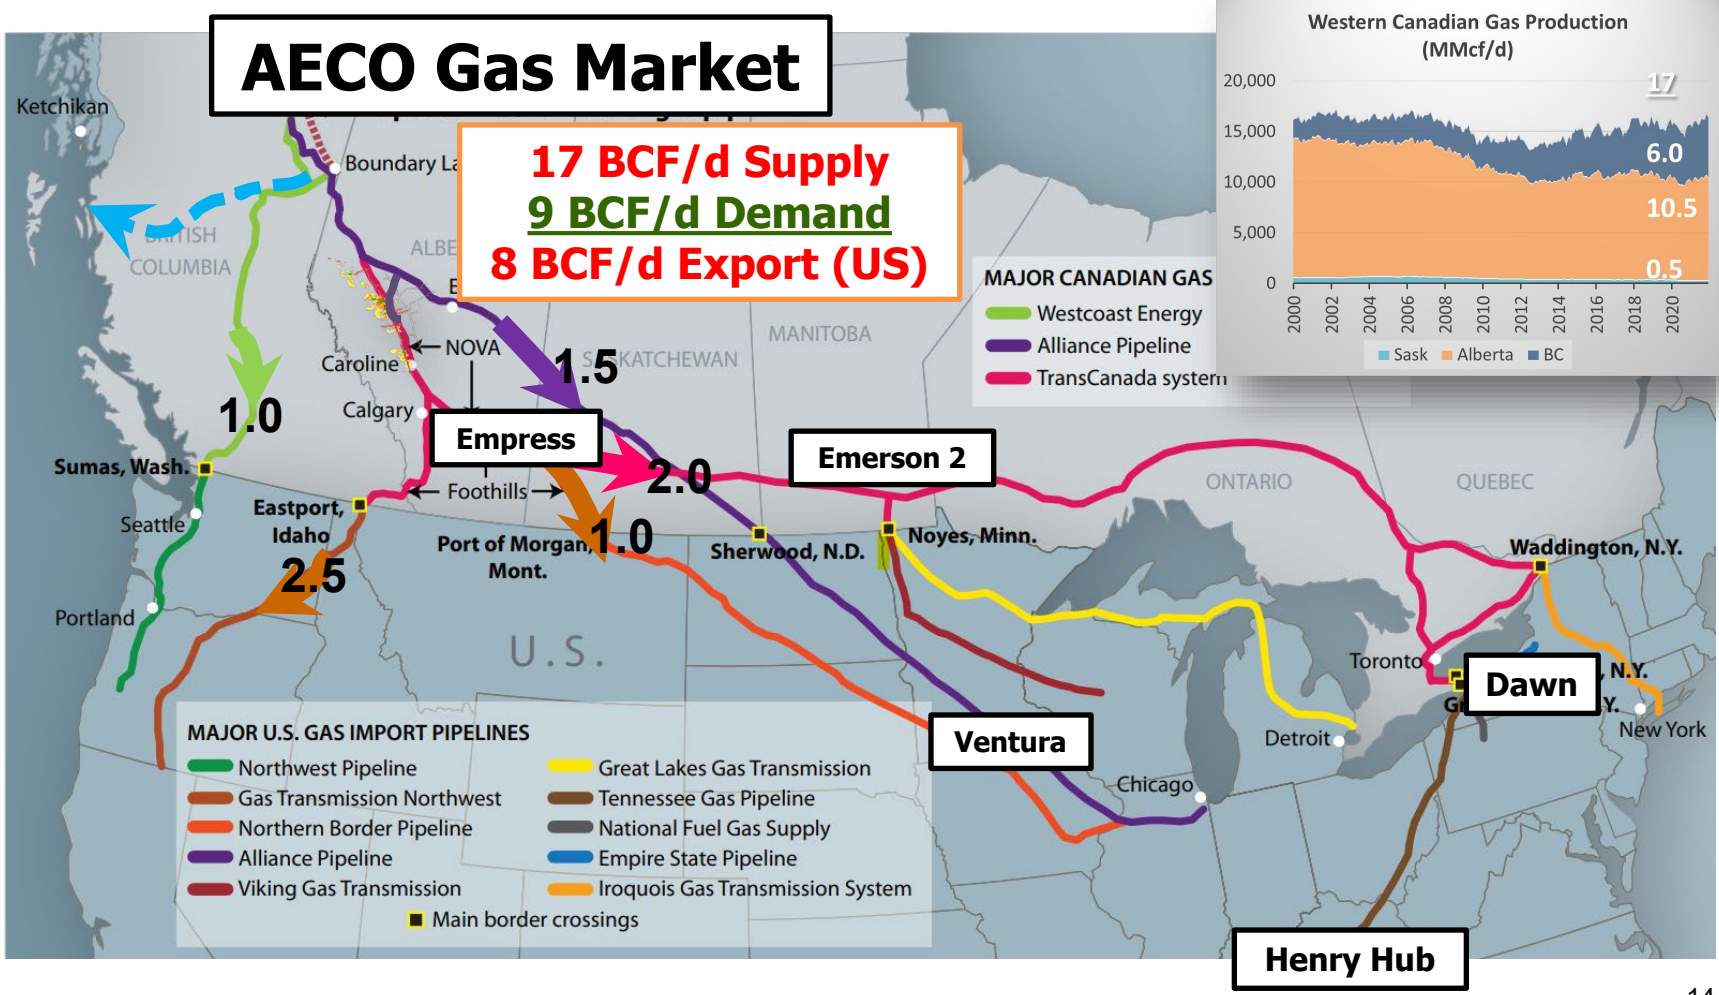 AECO Gas Market
17 BCF/d Supply
9 BCF/d Demand
8 BCF/d Export (US)
Western Canadian Gas Production
(MMcf/d)
20,000
15,000
10,000
5,000
0
17
6.0
10.5
0.5
2000
2002
2004
2006
2008
2010
2012
2014
2016
2018
2020
Sask
Alberta
BC
MAJOR CANADIAN GAS
Westcoast Energy
Alliance Pipeline
TransCanada system
Ketchikan
Boundary La
BRITISH
COLUMBIA
ALBE
E
MANITOBA
SASKATCHEWAN
NOVA
Caroline
Calgary
1.5
1.0
Empress
Emerson 2
2.0
Sumas, Wash.
Foothills
ONTARIO
QUEBEC
Eastport,
Idaho
Seattle
1.0
2.5
Port of Morgan,
Mont.
Sherwood, N.D.
Noyes, Minn.
Waddington, N.Y.
Portland
U.S.
Toronto
Dawn
, N.Y.
Gr
Y.
New York
Detroit
Ventura
Chicago
MAJOR U.S. GAS IMPORT PIPELINES
Northwest Pipeline
Gas Transmission Northwest
Northern Border Pipeline
Alliance Pipeline
Viking Gas Transmission
Great Lakes Gas Transmission
Tennessee Gas Pipeline
National Fuel Gas Supply
Empire State Pipeline
Iroquois Gas Transmission System
Main border crossings
Henry Hub
14